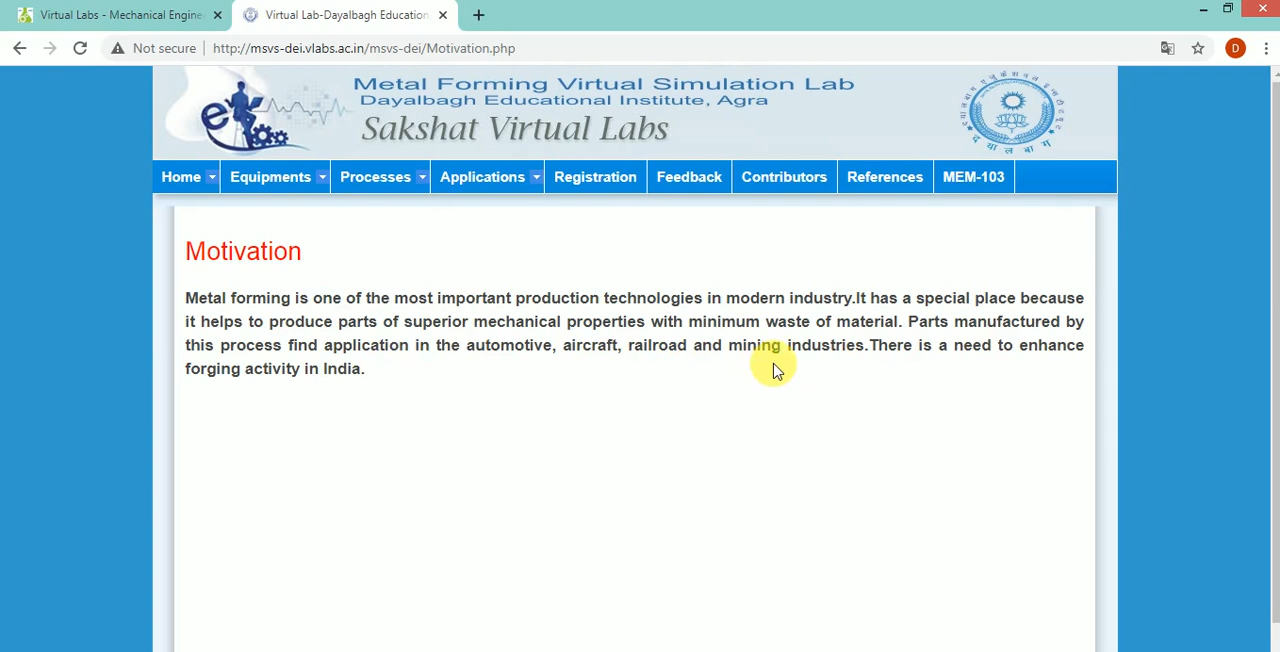 Virtual Labs - Mechanical Engine
Virtual Lab-Dayalbagh Education
Not secure
http://msvs-dei.vlabs.ac.in/msvs-dei/Motivation.php
D
Metal Forming Virtual Simulation Lab
Dayalbagh Educational Institute, Agra
Sakshat Virtual Labs
Home Equipments Processes Applications Registration Feedback Contributors References MEM-103
Motivation
Metal forming is one of the most important production technologies in modern industry.It has a special place because
it helps to produce parts of superior mechanical properties with minimum waste of material. Parts manufactured by
this process find application in the automotive, aircraft, railroad and mining industries.There is a need to enhance
forging activity in India.